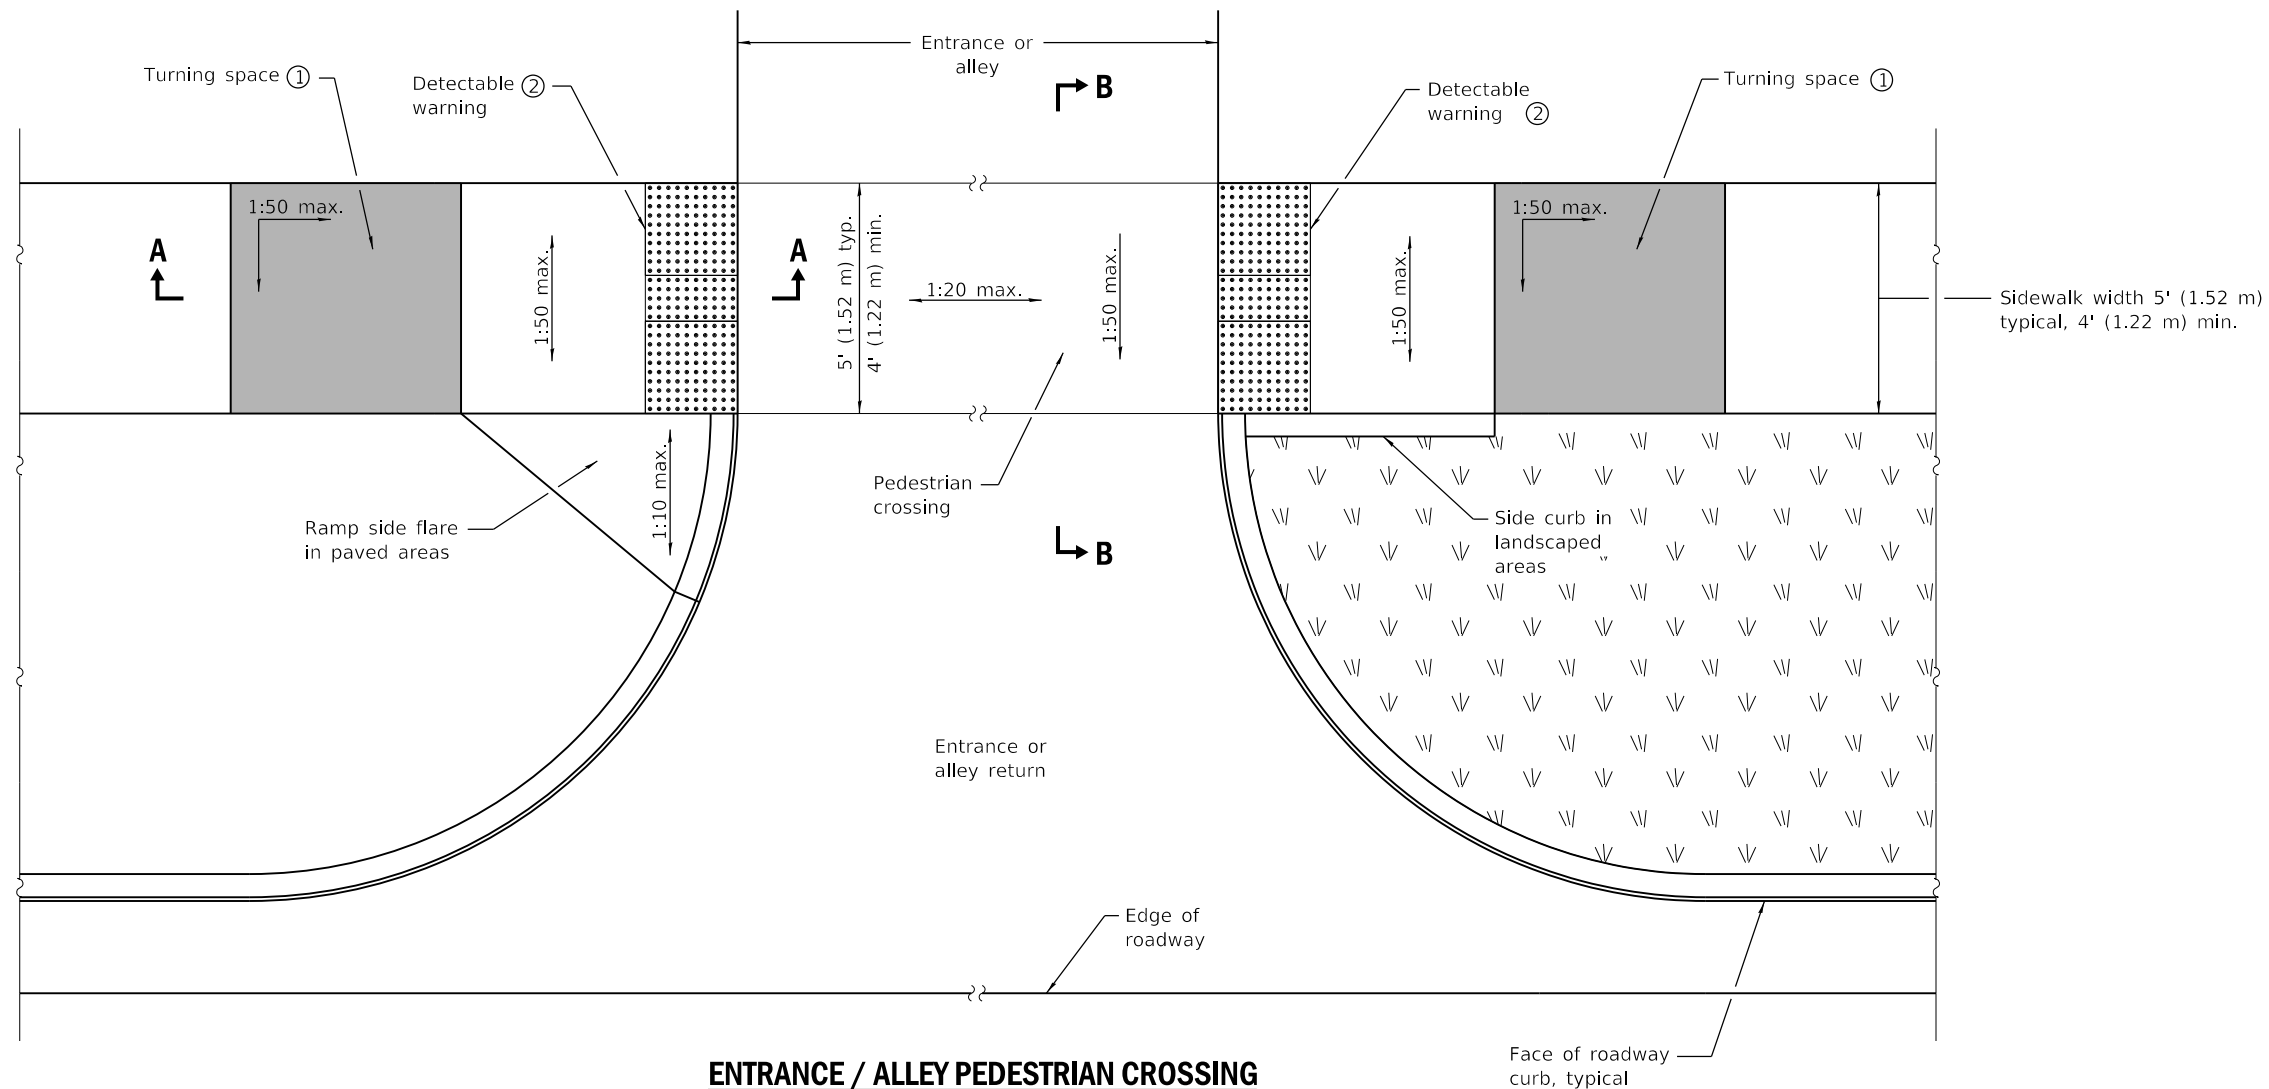 Entrance or
alley
Turning space ①
Detectable ②
warning
B
Detectable
warning ②
Turning space ①
1:50 max.
1:50 max.
A
A
1:50 max.
5' (1.52 m) typ.
4' (1.22 m) min.
1:20 max.
1:50 max.
1:50 max.
Sidewalk width 5' (1.52 m)
typical, 4' (1.22 m) min.
1:10 max.
Pedestrian
crossing
Ramp side flare
in paved areas
B
Side curb in
landscaped
areas
Entrance or
alley return
Edge of
roadway
Face of roadway
curb, typical
ENTRANCE / ALLEY PEDESTRIAN CROSSING